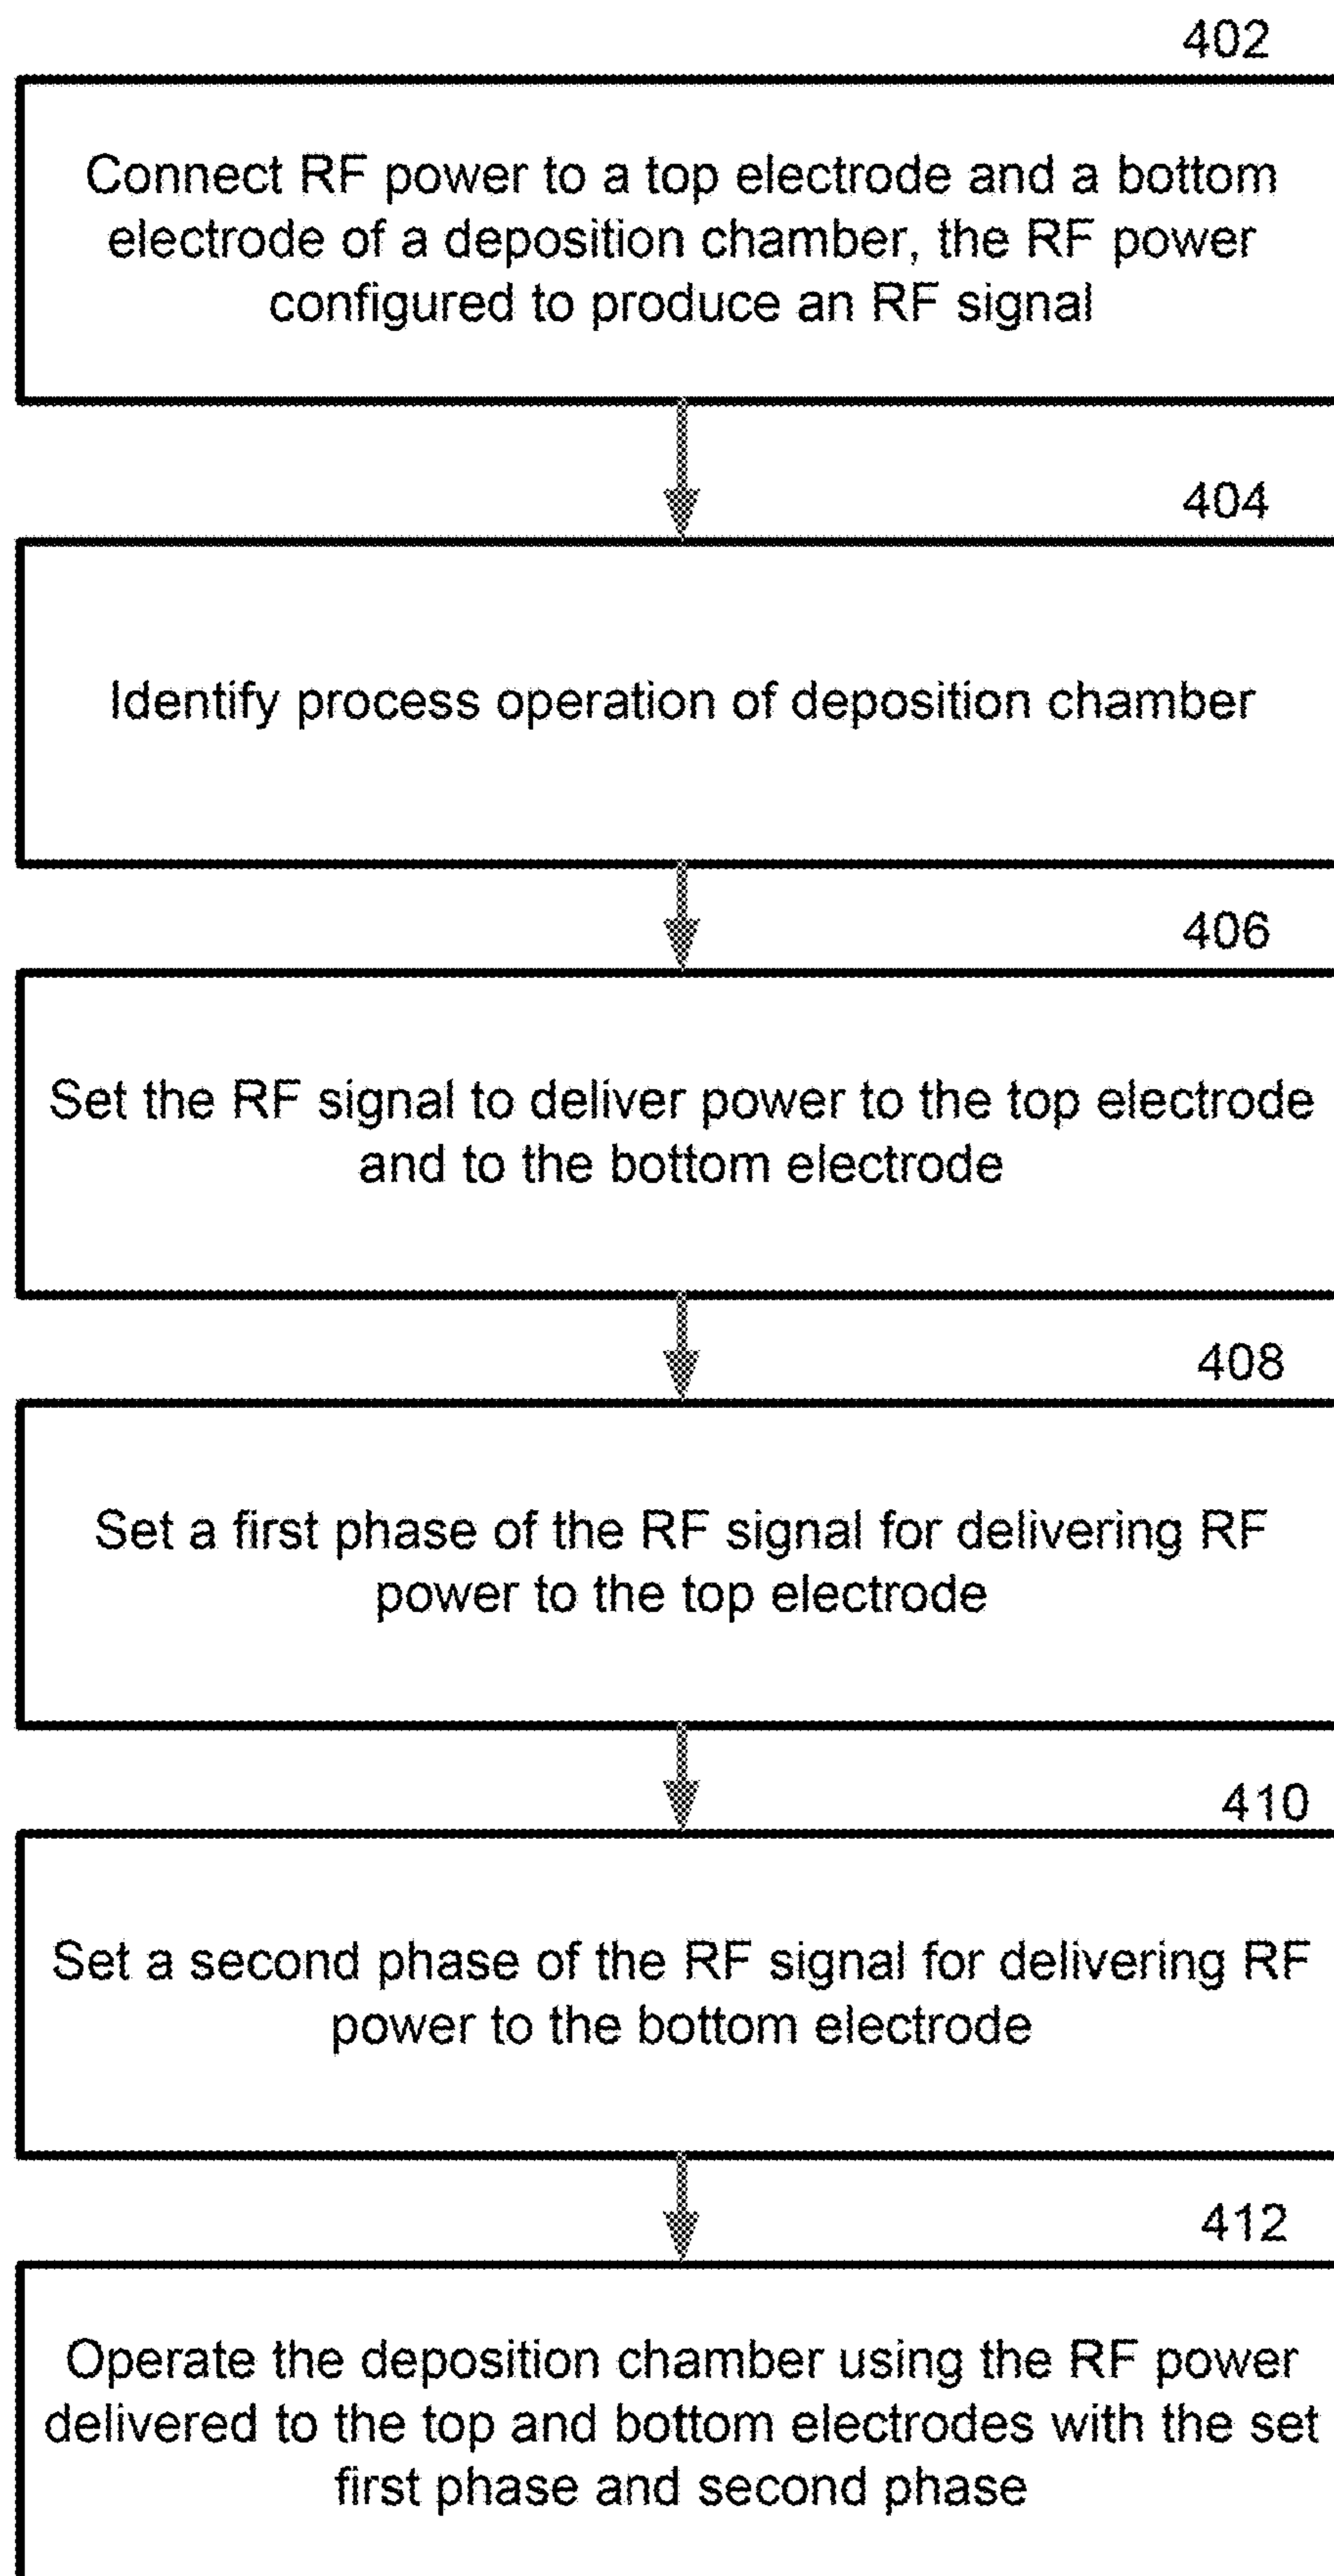 402
Connect RF power to a top electrode and a bottom
electrode of a deposition chamber, the RF power
configured to produce an RF signal
404
Identify process operation of deposition chamber
406
Set the RF signal to deliver power to the top electrode
and to the bottom electrode
408
Set a first phase of the RF signal for delivering RF
power to the top electrode
410
Set a second phase of the RF signal for delivering RF
power to the bottom electrode
412
Operate the deposition chamber using the RF power
delivered to the top and bottom electrodes with the set
first phase and second phase